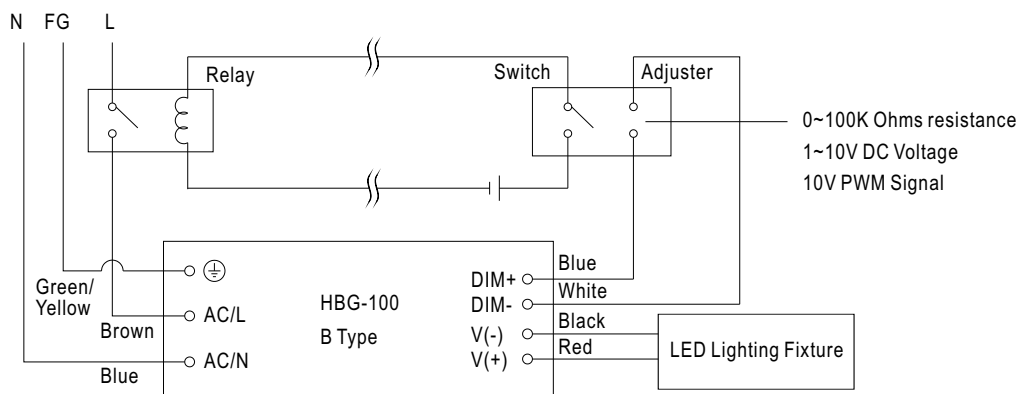 N FG L
Relay
Switch
Adjuster
0~100K Ohms resistance
1~10V DC Voltage
10V PWM Signal
Green/
Yellow
Brown
Blue
AC/L
AC/N
HBG-100
B Type
DIM+
DIM-
V(-)
V(+)
Blue
White
Black
Red
LED Lighting Fixture